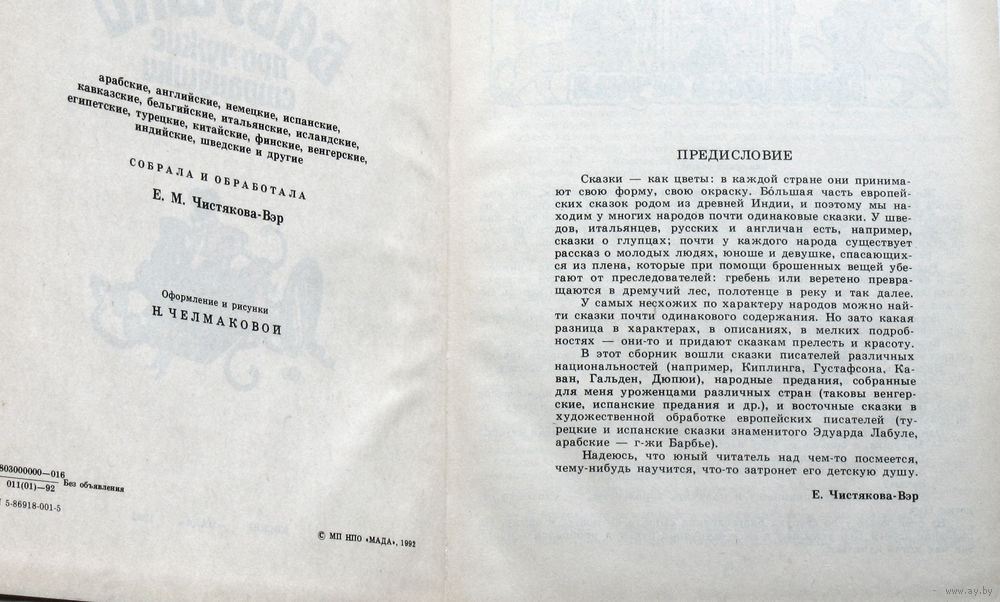 арабские, английские, немецкие, испанские,
кавказские, бельгийские, итальянские, исландские,
египетские, турецкие, китайские, финские, венгерские,
индийские, шведские и другие
СОБРАЛА И ОБРАБОТАЛА
Е. М. Чистякова-Вэр
Оформление и рисунки
Н. ЧЕЛМАКОВОЙ
803000000—016
011(01)—92
Без объявления
5-86918-001-5
© МП НПО «МАДА», 1992
ПРЕДИСЛОВИЕ
Сказки — как цветы: в каждой стране они принима-
ют свою форму, свою окраску. Бо́льшая часть европей-
ских сказок родом из древней Индии, и поэтому мы на-
ходим у многих народов почти одинаковые сказки. У шве-
дов, итальянцев, русских и англичан есть, например,
сказки о глупцах; почти у каждого народа существует
рассказ о молодых людях, юноше и девушке, спасающих-
ся из плена, которые при помощи брошенных вещей убе-
гают от преследователей: гребень или веретено превра-
щаются в дремучий лес, полотенце в реку и так далее.
У самых несхожих по характеру народов можно най-
ти сказки почти одинакового содержания. Но зато какая
разница в характерах, в описаниях, в мелких подроб-
ностях — они-то и придают сказкам прелесть и красоту.
В этот сборник вошли сказки писателей различных
национальностей (например, Киплинга, Густафсона, Ка-
ван, Гальден, Дюпюи), народные предания, собранные
для меня уроженцами различных стран (таковы венгер-
ские, испанские предания и др.), и восточные сказки в
художественной обработке европейских писателей (ту-
рецкие и испанские сказки знаменитого Эдуарда Лабуле,
арабские — г-жи Барбье).
Надеюсь, что юный читатель над чем-то посмеется,
чему-нибудь научится, что-то затронет его детскую душу.
Е. Чистякова-Вэр
www.ay.by